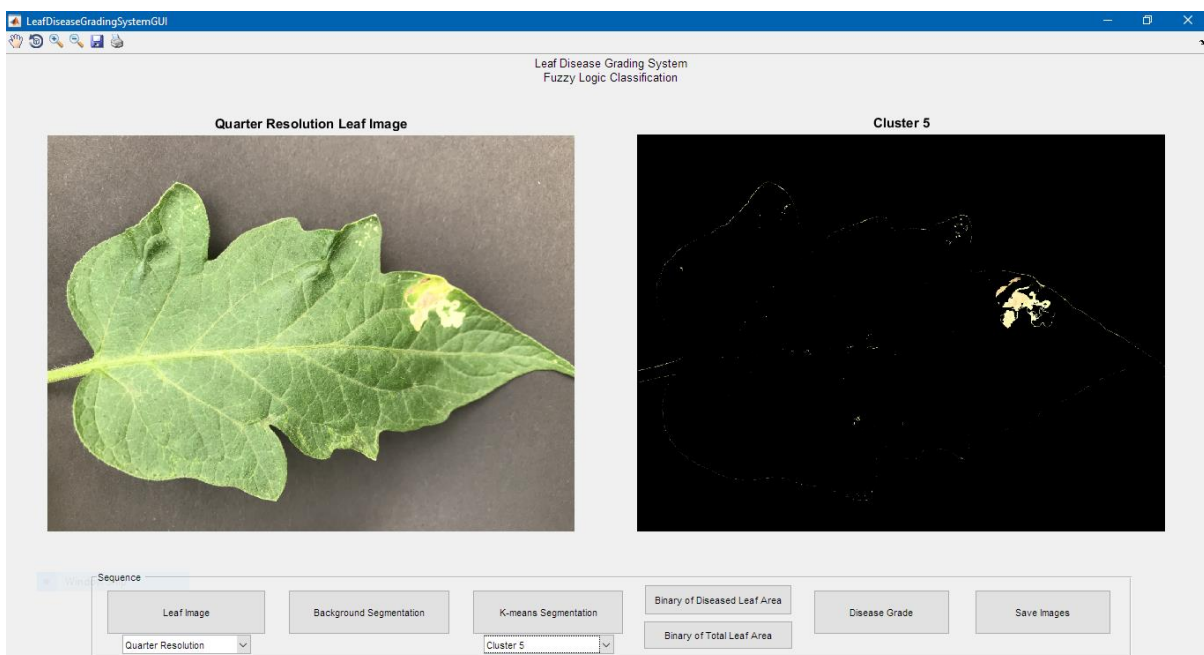 LeafDiseaseGradingSystemGUI
Leaf Disease Grading System
Fuzzy Logic Classification
Quarter Resolution Leaf Image
Cluster 5
Sequence
Leaf Image
Background Segmentation
K-means Segmentation
Binary of Diseased Leaf Area
Binary of Total Leaf Area
Disease Grade
Save Images
Quarter Resolution
Cluster 5